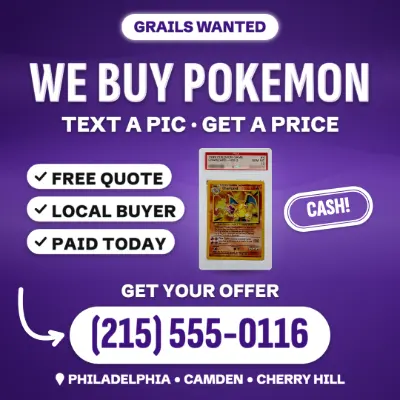 GRAILS WANTED
WE BUY POKEMON
TEXT A PIC • GET A PRICE
FREE QUOTE
LOCAL BUYER
PAID TODAY
CASH!
GET YOUR OFFER
(215) 555-0116
PHILADELPHIA • CAMDEN • CHERRY HILL